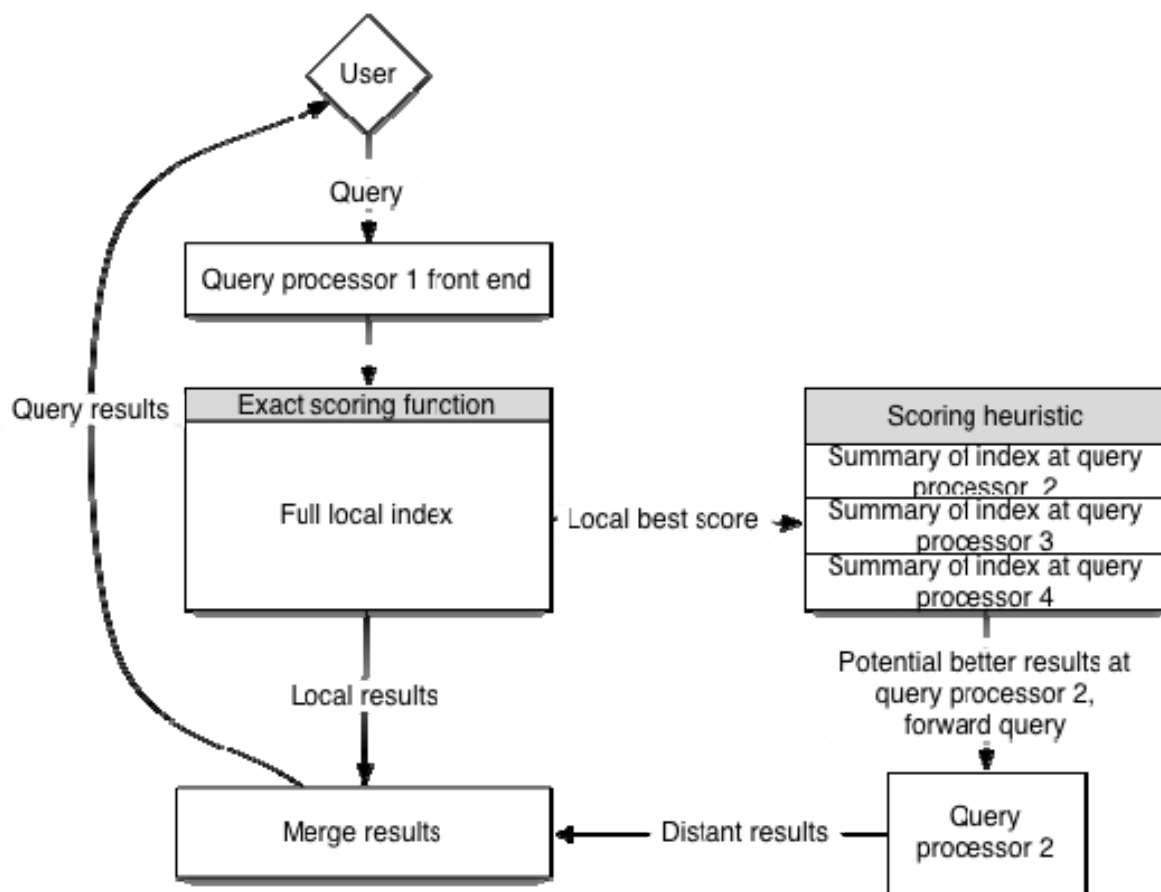 User
Query
Query processor 1 front end
Query results
Exact scoring function
Full local index
Local best score
Scoring heuristic
Summary of index at query
processor 2
Summary of index at query
processor 3
Summary of index at query
processor 4
Local results
Potential better results at
query processor 2,
forward query
Merge results
Distant results
Query
processor 2